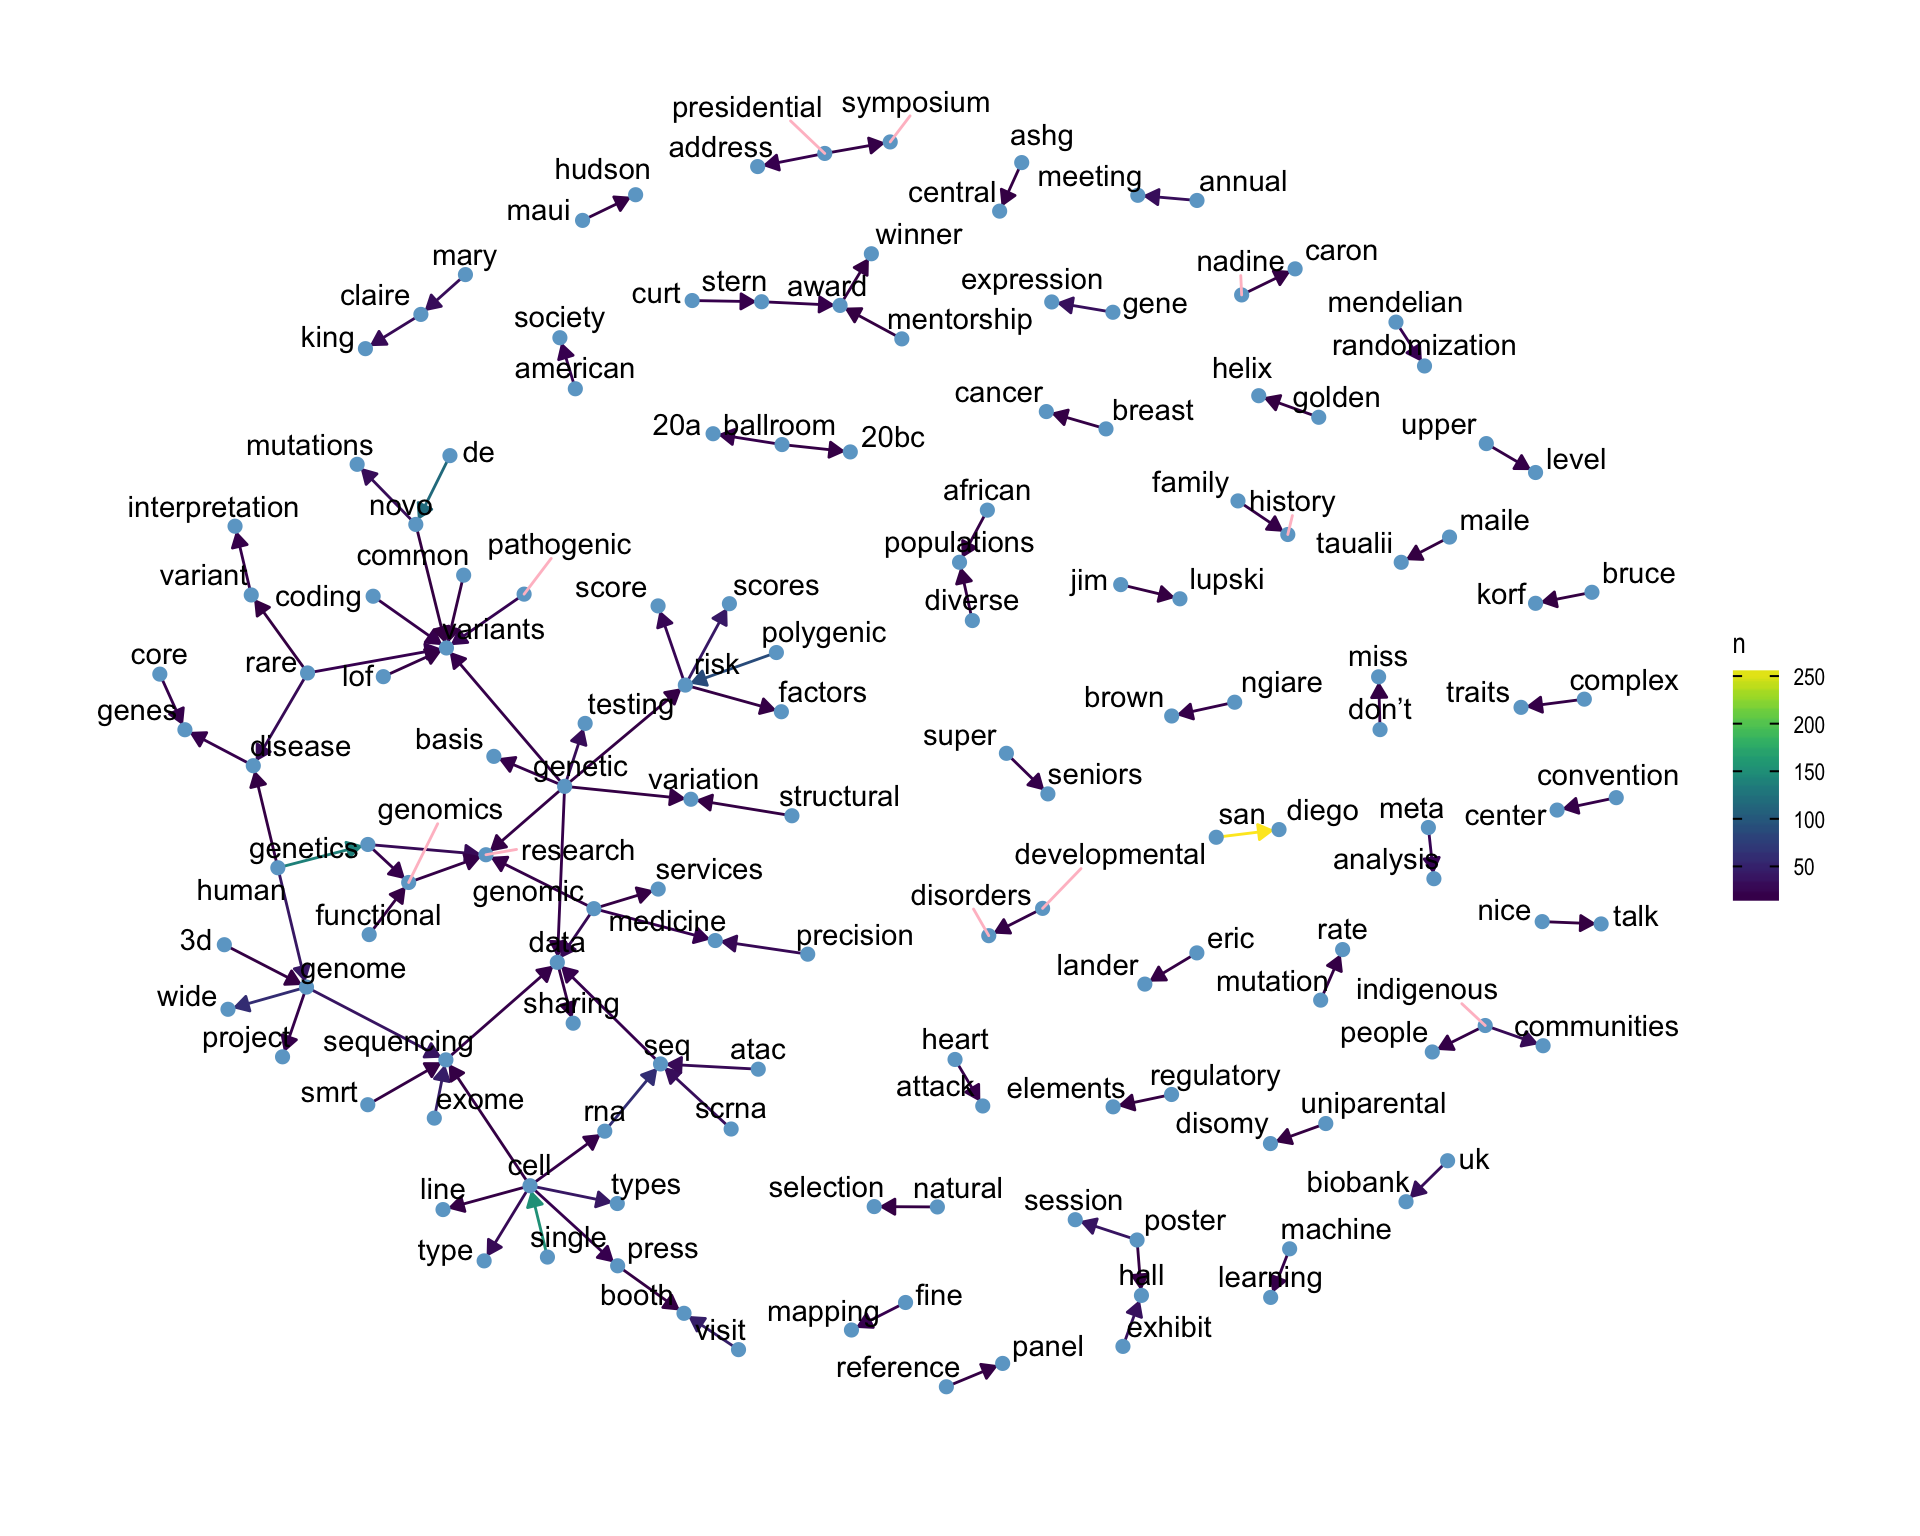 presidential
symposium
address
ashg
hudson
meeting
annual
central
maui
winner
mary
caron
nadine
claire
curt
stern
award
expression
gene
mendelian
society
mentorship
king
randomization
american
helix
cancer
breast
golden
20a
ballroom
20bc
upper
mutations
de
level
african
family
history
interpretation
novo
maile
common
pathogenic
populations
taualii
variant
coding
score
scores
diverse
jim
lupski
bruce
korf
variants
polygenic
core
rare
lof
risk
miss
n
testing
factors
brown
ngiare
traits
complex
genes
don’t
disease
basis
super
250
genetic
variation
seniors
convention
200
structural
genomics
san
diego
meta
center
150
genetics
research
developmental
analysis
100
human
genomic
services
disorders
50
functional
medicine
nice
talk
3d
data
precision
eric
rate
genome
lander
mutation
indigenous
wide
sharing
project
sequencing
seq
atac
heart
people
communities
smrt
exome
rna
scrna
attack
elements
regulatory
uniparental
disomy
cell
uk
line
types
selection
natural
session
biobank
type
single
press
poster
machine
booth
hall
learning
visit
mapping
fine
exhibit
reference
panel